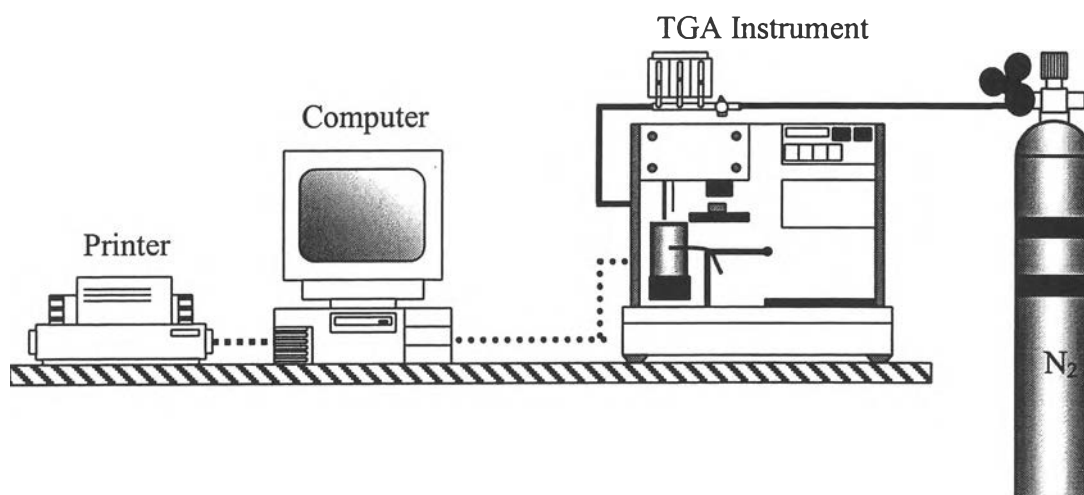 TGA Instrument
Computer
Printer
N₂